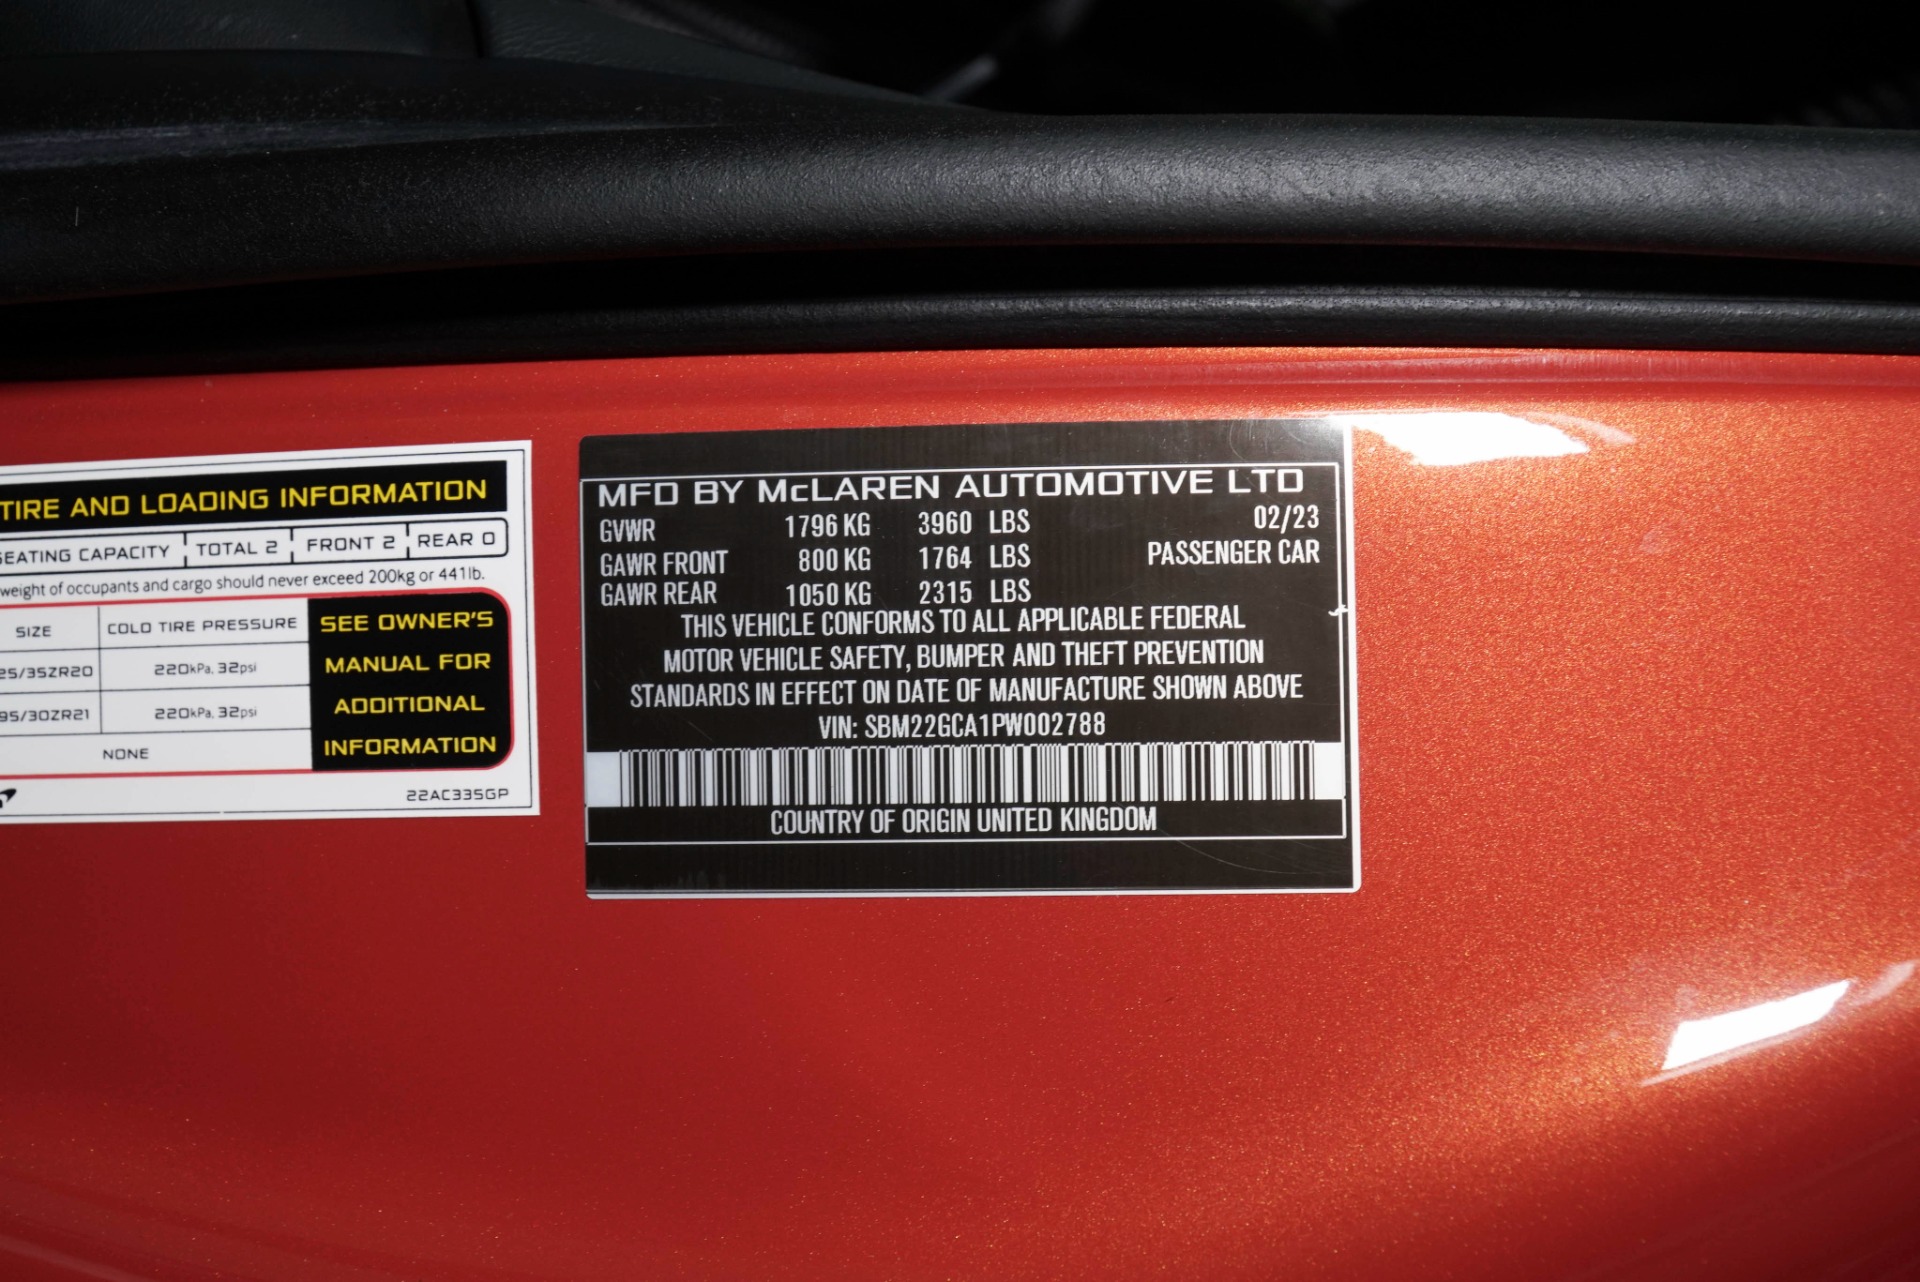 TIRE AND LOADING INFORMATION
SEATING CAPACITY TOTAL 2 FRONT 2 REAR 0
weight of occupants and cargo should never exceed 200kg or 441lb.
SIZE COLD TIRE PRESSURE
25/35ZR20 220kPa, 32psi
95/30ZR21 220kPa, 32psi
NONE
SEE OWNER'S
MANUAL FOR
ADDITIONAL
INFORMATION
22AC335GP
MFD BY McLAREN AUTOMOTIVE LTD
GVWR 1796 KG 3960 LBS 02/23
GAWR FRONT 800 KG 1764 LBS PASSENGER CAR
GAWR REAR 1050 KG 2315 LBS
THIS VEHICLE CONFORMS TO ALL APPLICABLE FEDERAL
MOTOR VEHICLE SAFETY, BUMPER AND THEFT PREVENTION
STANDARDS IN EFFECT ON DATE OF MANUFACTURE SHOWN ABOVE
VIN: SBM22GCA1PW002788
COUNTRY OF ORIGIN UNITED KINGDOM